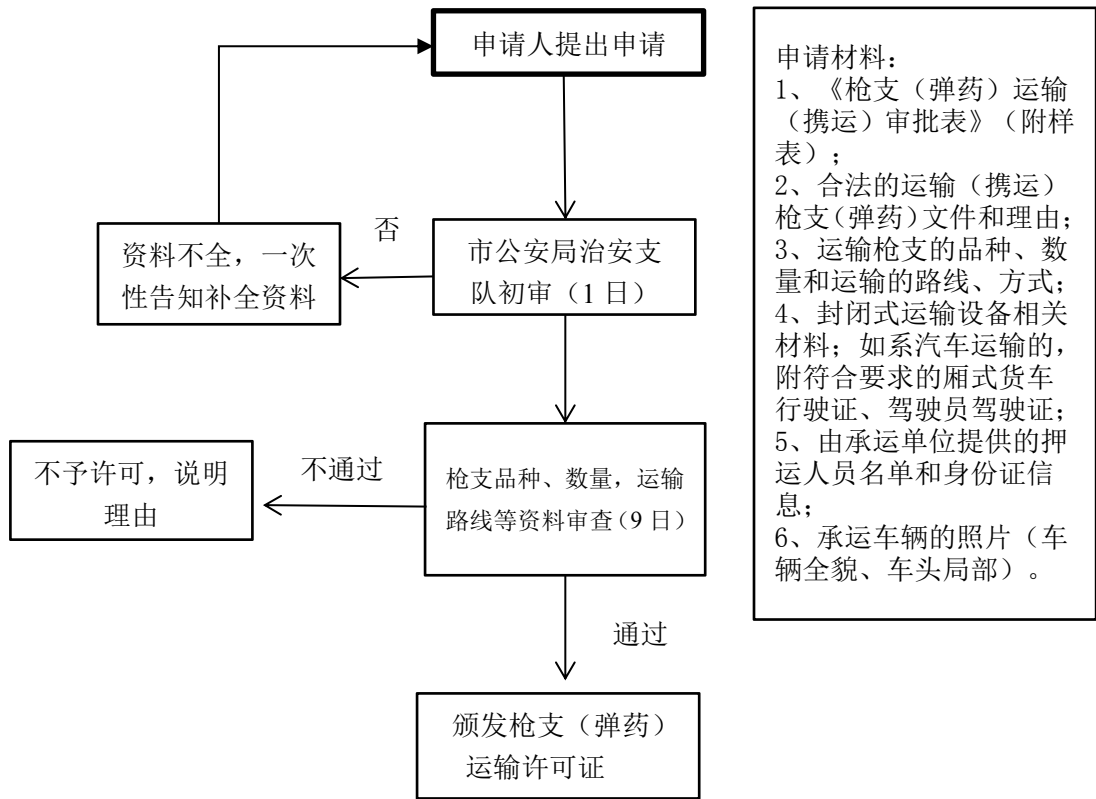 申请人提出申请
否
资料不全，一次
性告知补全资料
市公安局治安支
队初审（1 日）
不予许可，说明
理由
不通过
枪支品种、数量，运输
路线等资料审查（9 日）
通过
颁发枪支（弹药）
运输许可证
申请材料：
1、《枪支（弹药）运输
（携运）审批表》（附样
表）；
2、合法的运输（携运）
枪支（弹药）文件和理由；
3、运输枪支的品种、数
量和运输的路线、方式；
4、封闭式运输设备相关
材料；如系汽车运输的，
附符合要求的厢式货车
行驶证、驾驶员驾驶证；
5、由承运单位提供的押
运人员名单和身份证信
息；
6、承运车辆的照片（车
辆全貌、车头局部）。